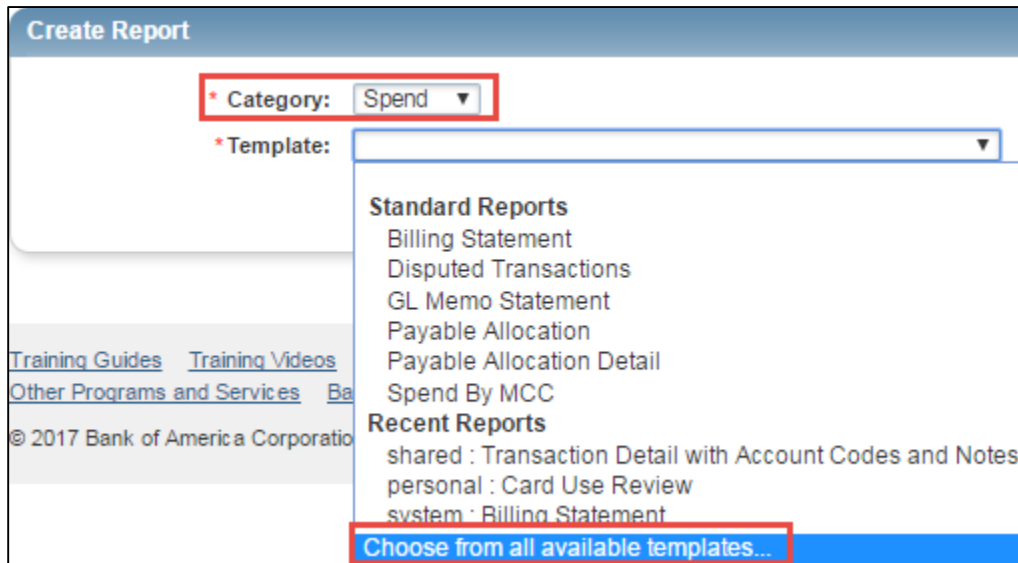 Create Report
* Category: Spend
* Template:
Standard Reports
Billing Statement
Disputed Transactions
GL Memo Statement
Payable Allocation
Payable Allocation Detail
Spend By MCC
Recent Reports
shared : Transaction Detail with Account Codes and Notes
personal : Card Use Review
system : Billing Statement
Choose from all available templates...
Training Guides Training Videos
Other Programs and Services Ba
© 2017 Bank of America Corporatio